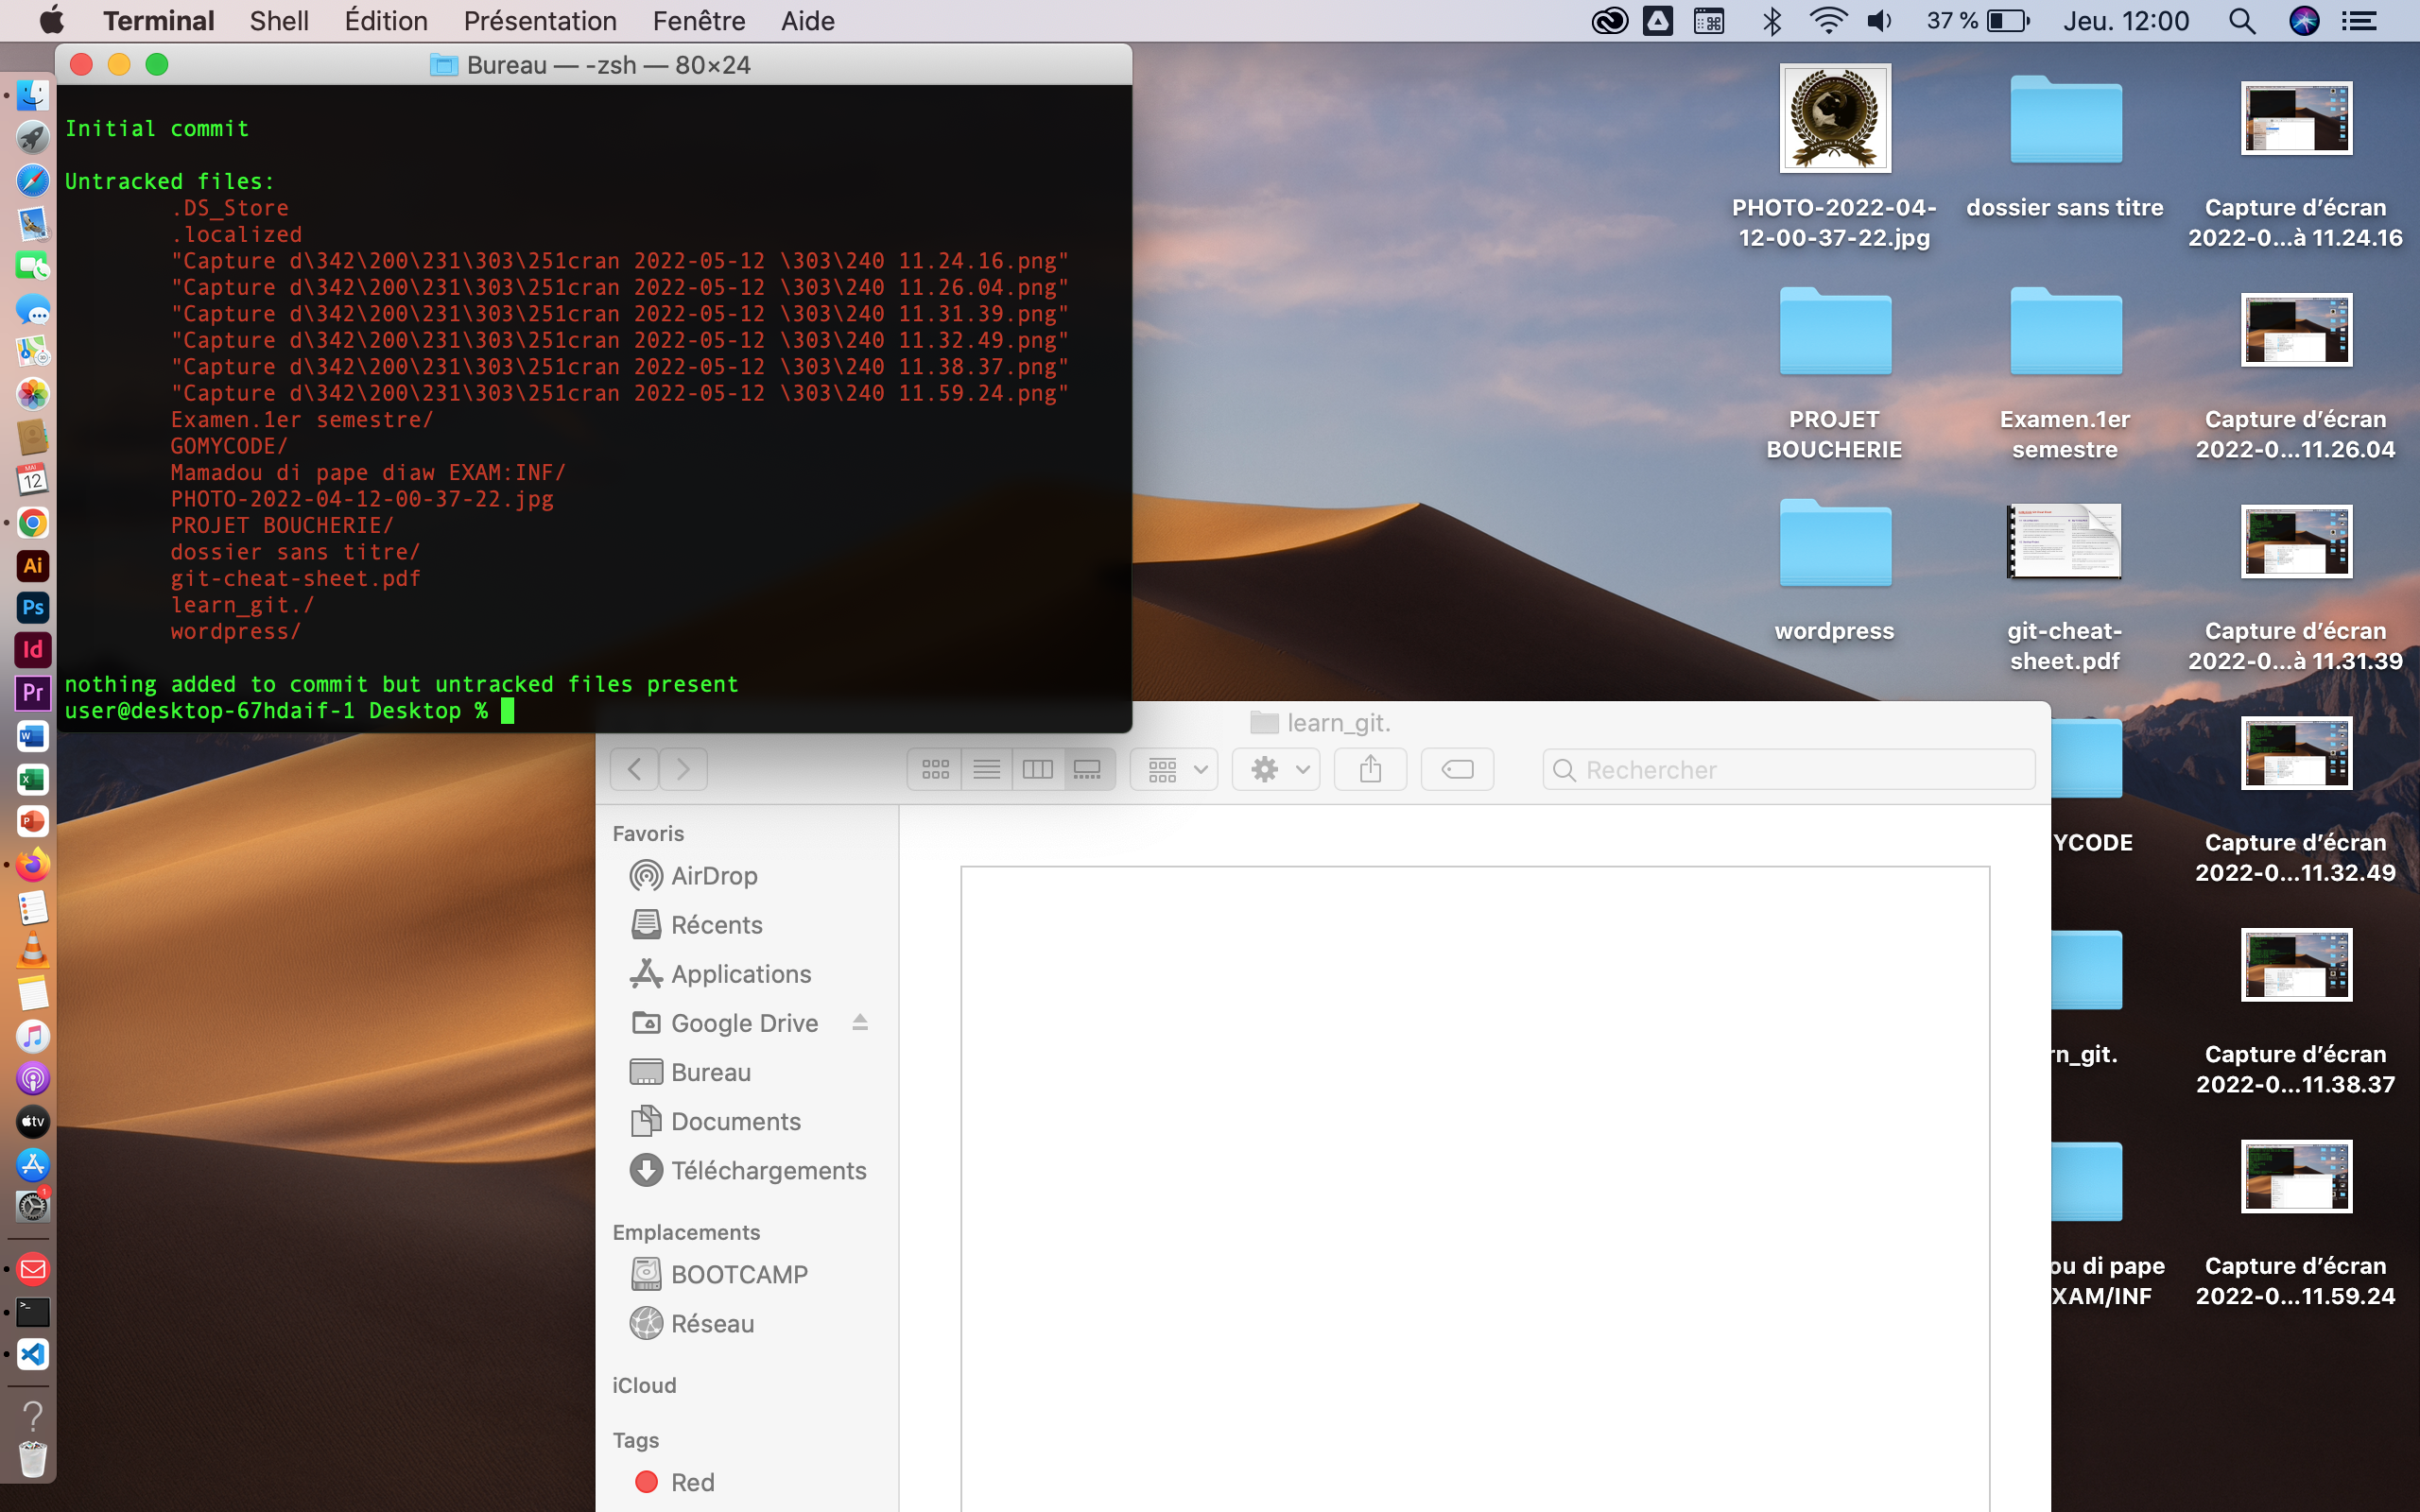 Terminal Shell Édition Présentation Fenêtre Aide
37 % Jeu. 12:00
Bureau — -zsh — 80×24
Initial commit
Untracked files:
.DS_Store
.localized
"Capture d\342\200\231\303\251cran 2022-05-12 \303\240 11.24.16.png"
"Capture d\342\200\231\303\251cran 2022-05-12 \303\240 11.26.04.png"
"Capture d\342\200\231\303\251cran 2022-05-12 \303\240 11.31.39.png"
"Capture d\342\200\231\303\251cran 2022-05-12 \303\240 11.32.49.png"
"Capture d\342\200\231\303\251cran 2022-05-12 \303\240 11.38.37.png"
"Capture d\342\200\231\303\251cran 2022-05-12 \303\240 11.59.24.png"
Examen.1er semestre/
GOMYCODE/
Mamadou di pape diaw EXAM:INF/
PHOTO-2022-04-12-00-37-22.jpg
PROJET BOUCHERIE/
dossier sans titre/
git-cheat-sheet.pdf
learn_git./
wordpress/
nothing added to commit but untracked files present
user@desktop-67hdaif-1 Desktop %
learn_git.
Rechercher
Favoris
AirDrop
Récents
Applications
Google Drive
Bureau
Documents
Téléchargements
Emplacements
BOOTCAMP
Réseau
iCloud
Tags
Red
PHOTO-2022-04-
12-00-37-22.jpg
dossier sans titre
Capture d’écran
2022-0...à 11.24.16
PROJET
BOUCHERIE
Examen.1er
semestre
Capture d’écran
2022-0...11.26.04
wordpress
git-cheat-
sheet.pdf
Capture d’écran
2022-0...à 11.31.39
YCODE
Capture d’écran
2022-0...11.32.49
rn_git.
Capture d’écran
2022-0...11.38.37
ou di pape
XAM/INF
Capture d’écran
2022-0...11.59.24
MAI
12
Ai
Ps
Id
Pr
W
X
P
tv
1